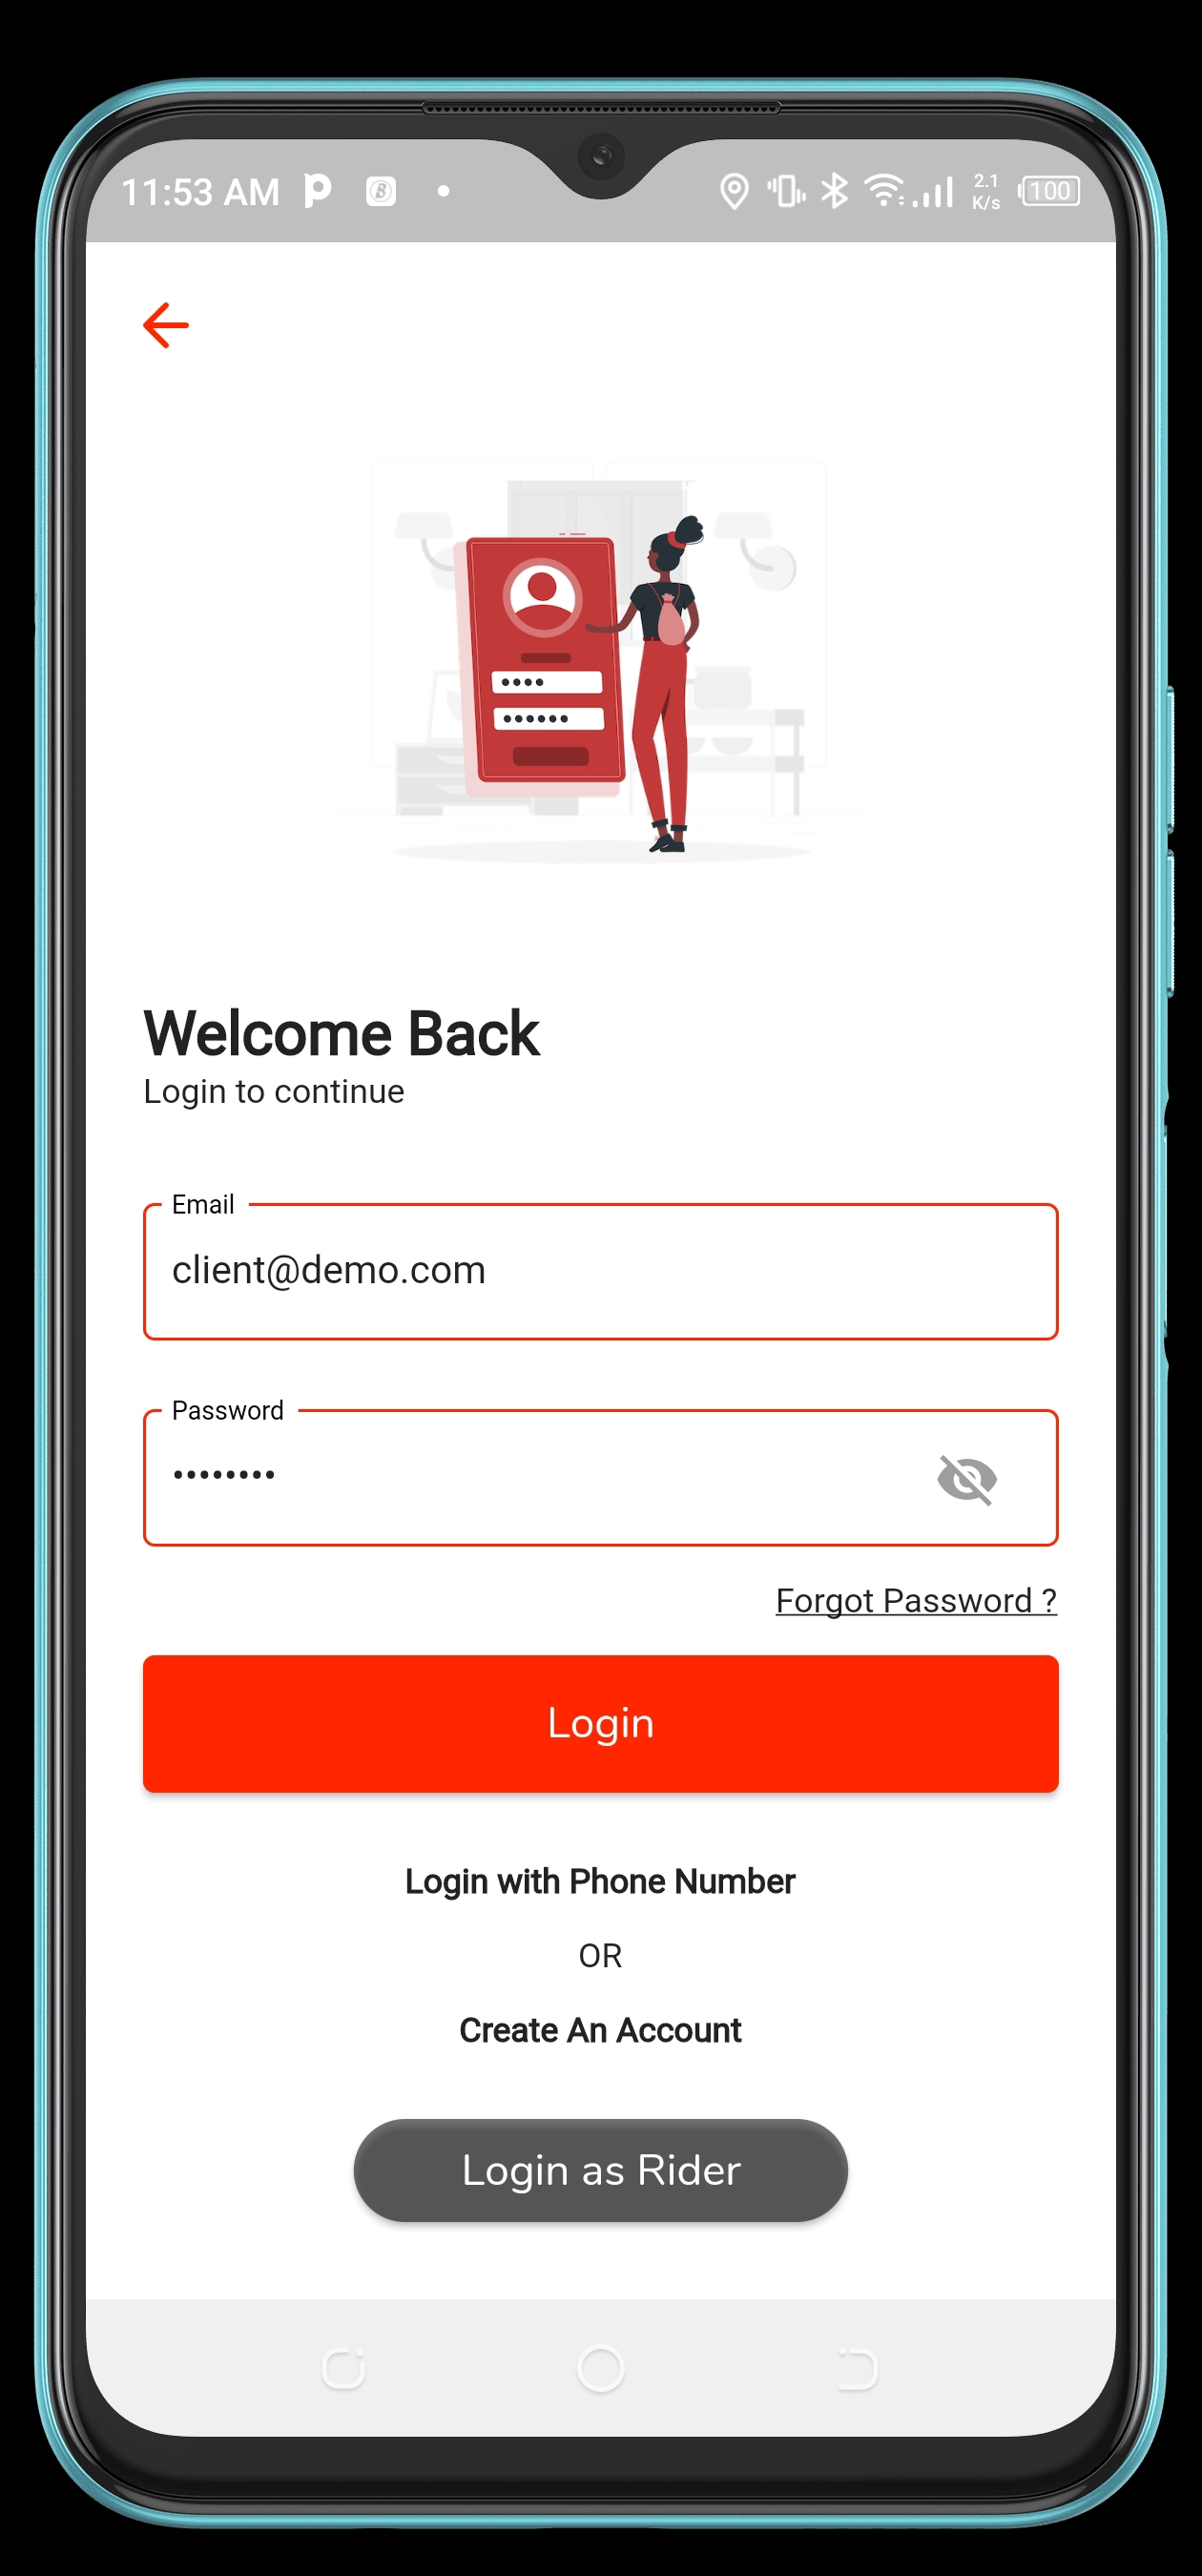 11:53 AM
2.1
K/s
100
Welcome Back
Login to continue
Email
client@demo.com
Password
••••••••
Forgot Password ?
Login
Login with Phone Number
OR
Create An Account
Login as Rider